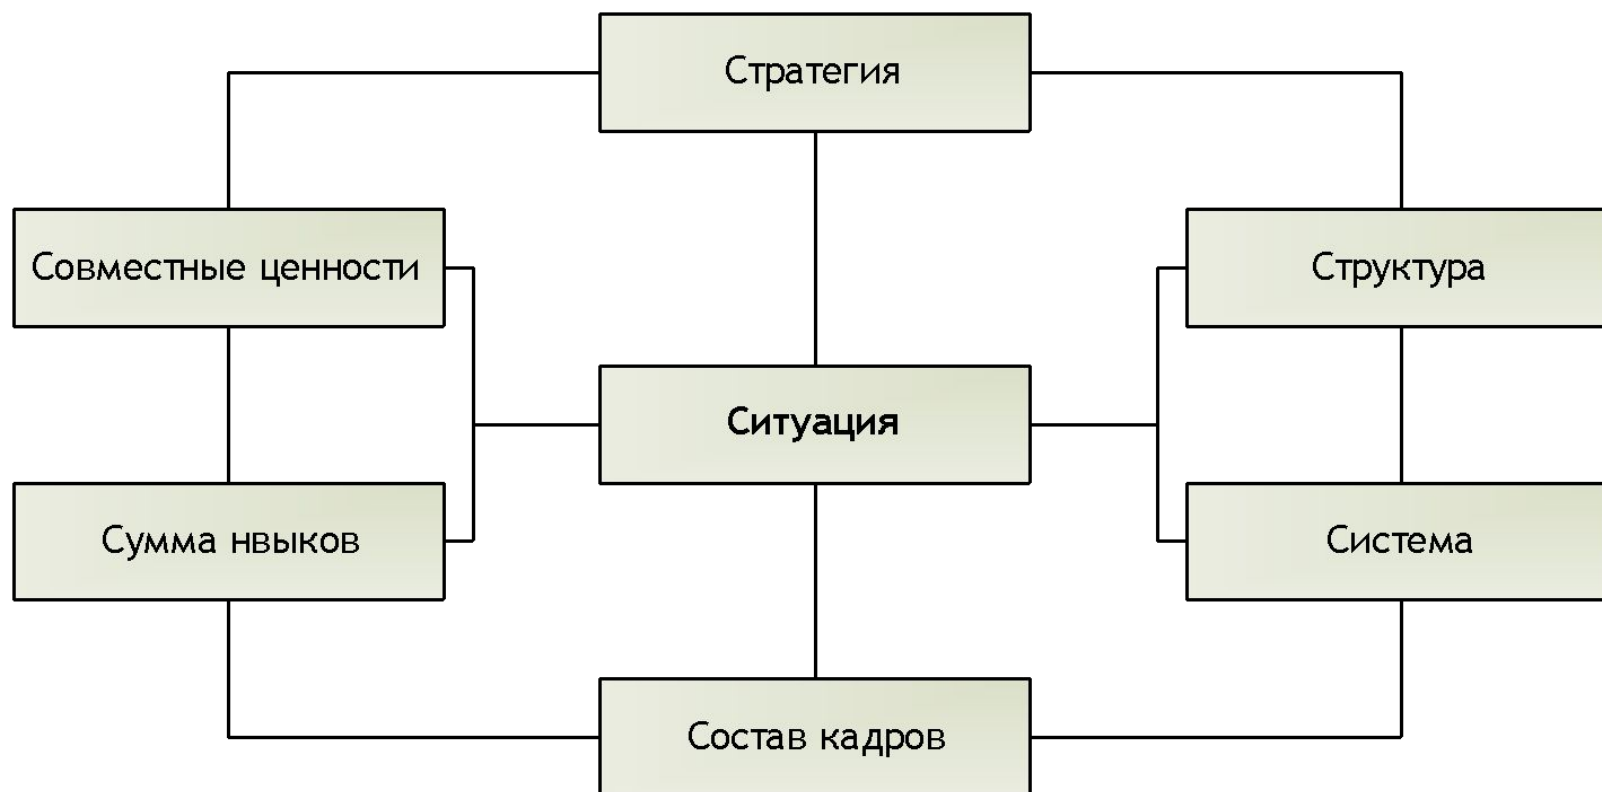 Стратегия
Совместные ценности
Структура
Ситуация
Сумма нвыков
Система
Состав кадров